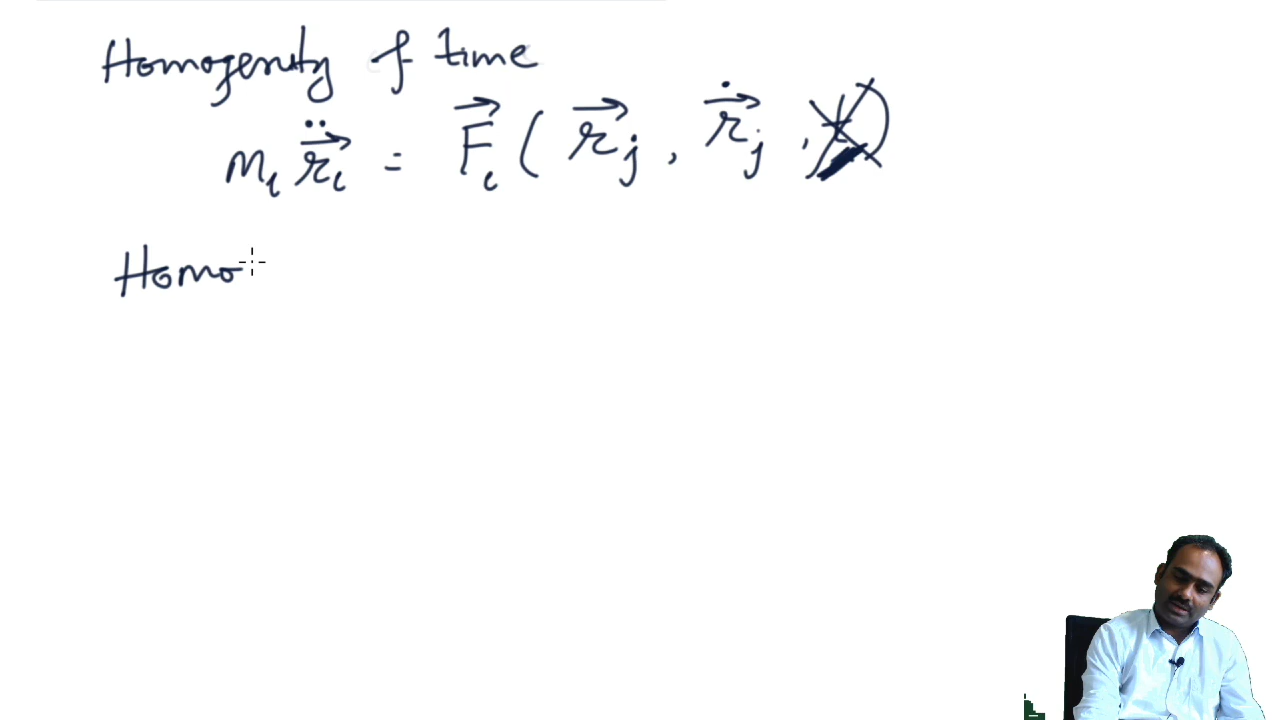 Homogenity of time
m_i \ddot{\vec{r}}_i = \vec{F}_i ( \vec{r}_j , \dot{\vec{r}}_j , t )
Homo